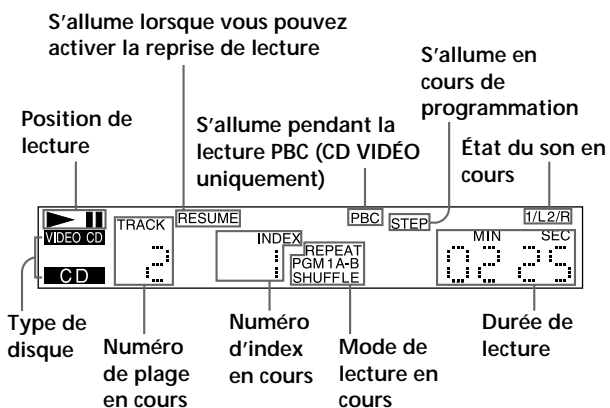 S'allume lorsque vous pouvez
activer la reprise de lecture
S'allume en
cours de
programmation
Position de
lecture
S'allume pendant la
lecture PBC (CD VIDÉO
uniquement)
État du son en
cours
TRACK
RESUME
PBC
STEP
1/L2/R
VIDEO CD
INDEX
MIN
SEC
REPEAT
2
1
PGM1A-B
02 25
CD
SHUFFLE
Type de
disque
Numéro
de plage
en cours
Numéro
d'index
en cours
Mode de
lecture en
cours
Durée de
lecture